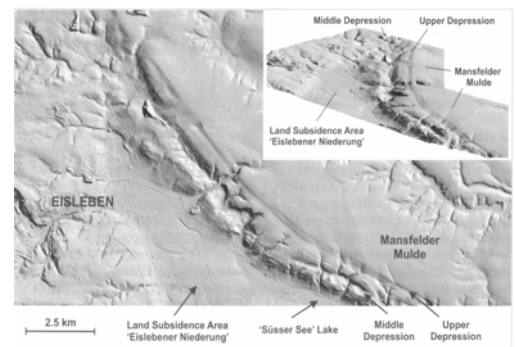 Middle Depression
Upper Depression
Mansfelder
Mulde
Land Subsidence Area
'Eislebener Niederung'
EISLEBEN
Mansfelder
Mulde
2.5 km
Land Subsidence Area
'Eislebener Niederung'
'Süsser See' Lake
Middle
Depression
Upper
Depression